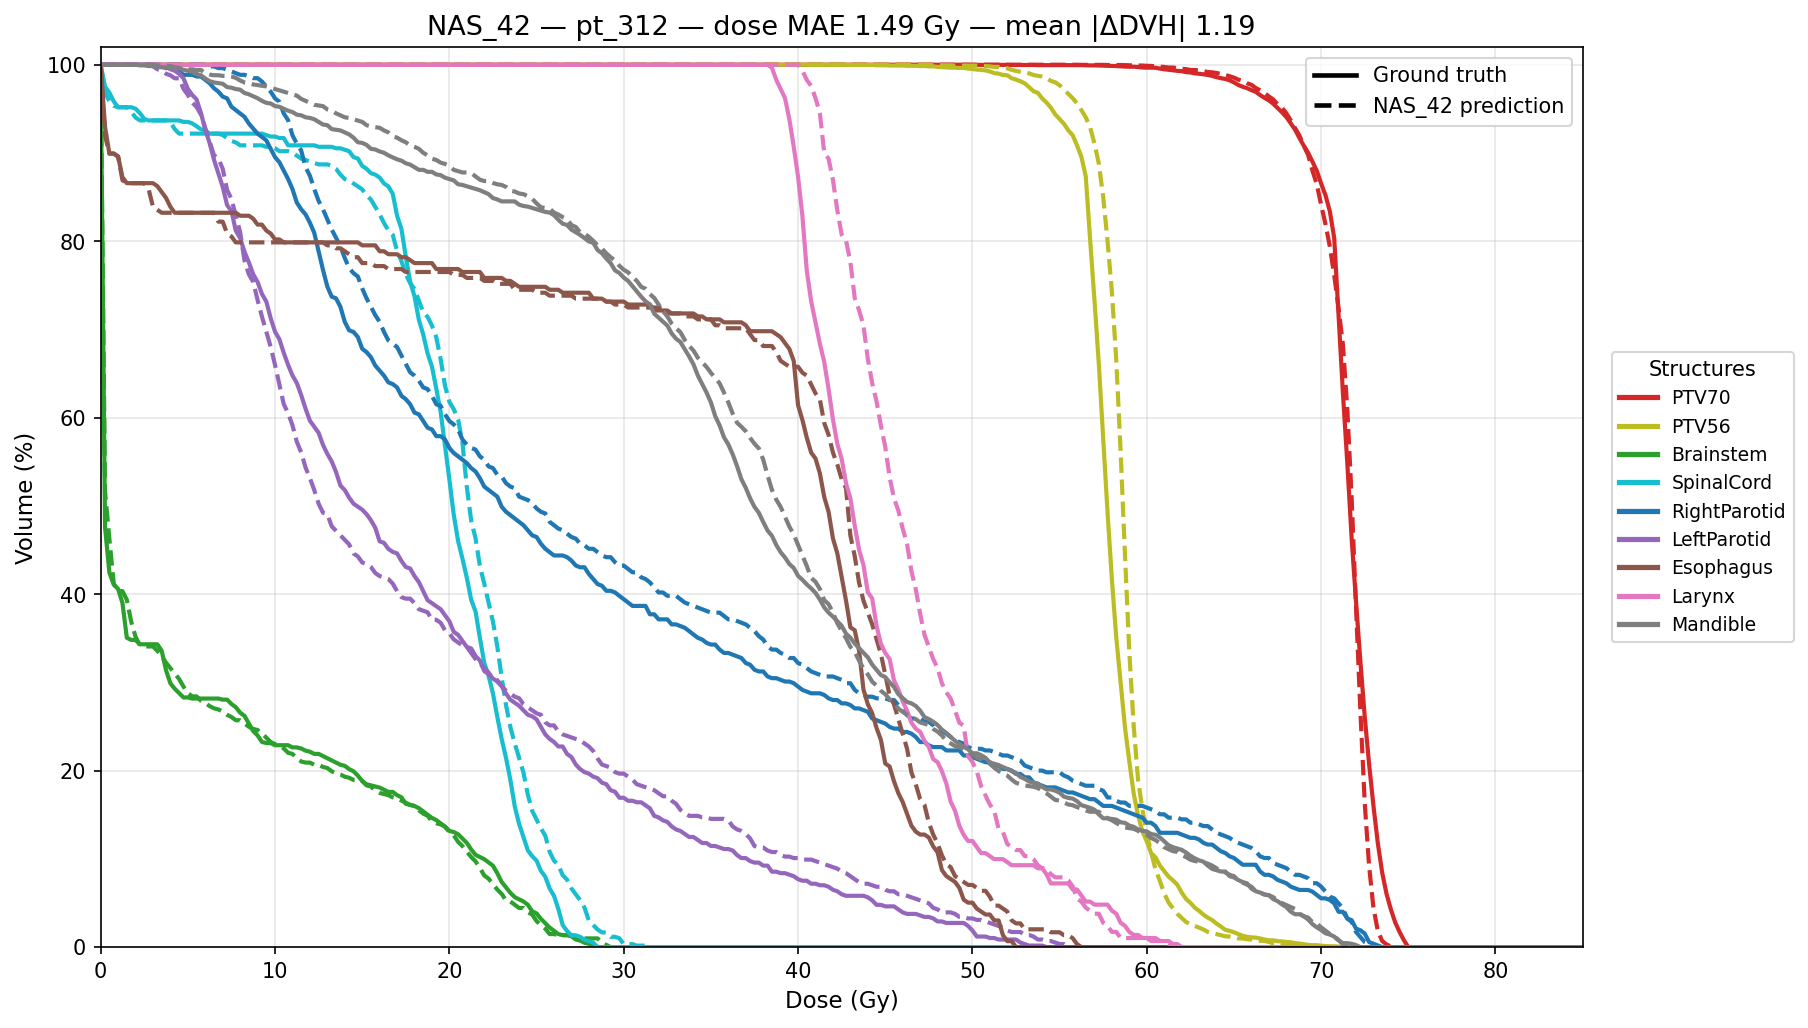 NAS_42 — pt_312 — dose MAE 1.49 Gy — mean |ΔDVH| 1.19
Volume (%)
100
80
60
40
20
0
0 10 20 30 40 50 60 70 80
Dose (Gy)
Ground truth
NAS_42 prediction
Structures
PTV70
PTV56
Brainstem
SpinalCord
RightParotid
LeftParotid
Esophagus
Larynx
Mandible